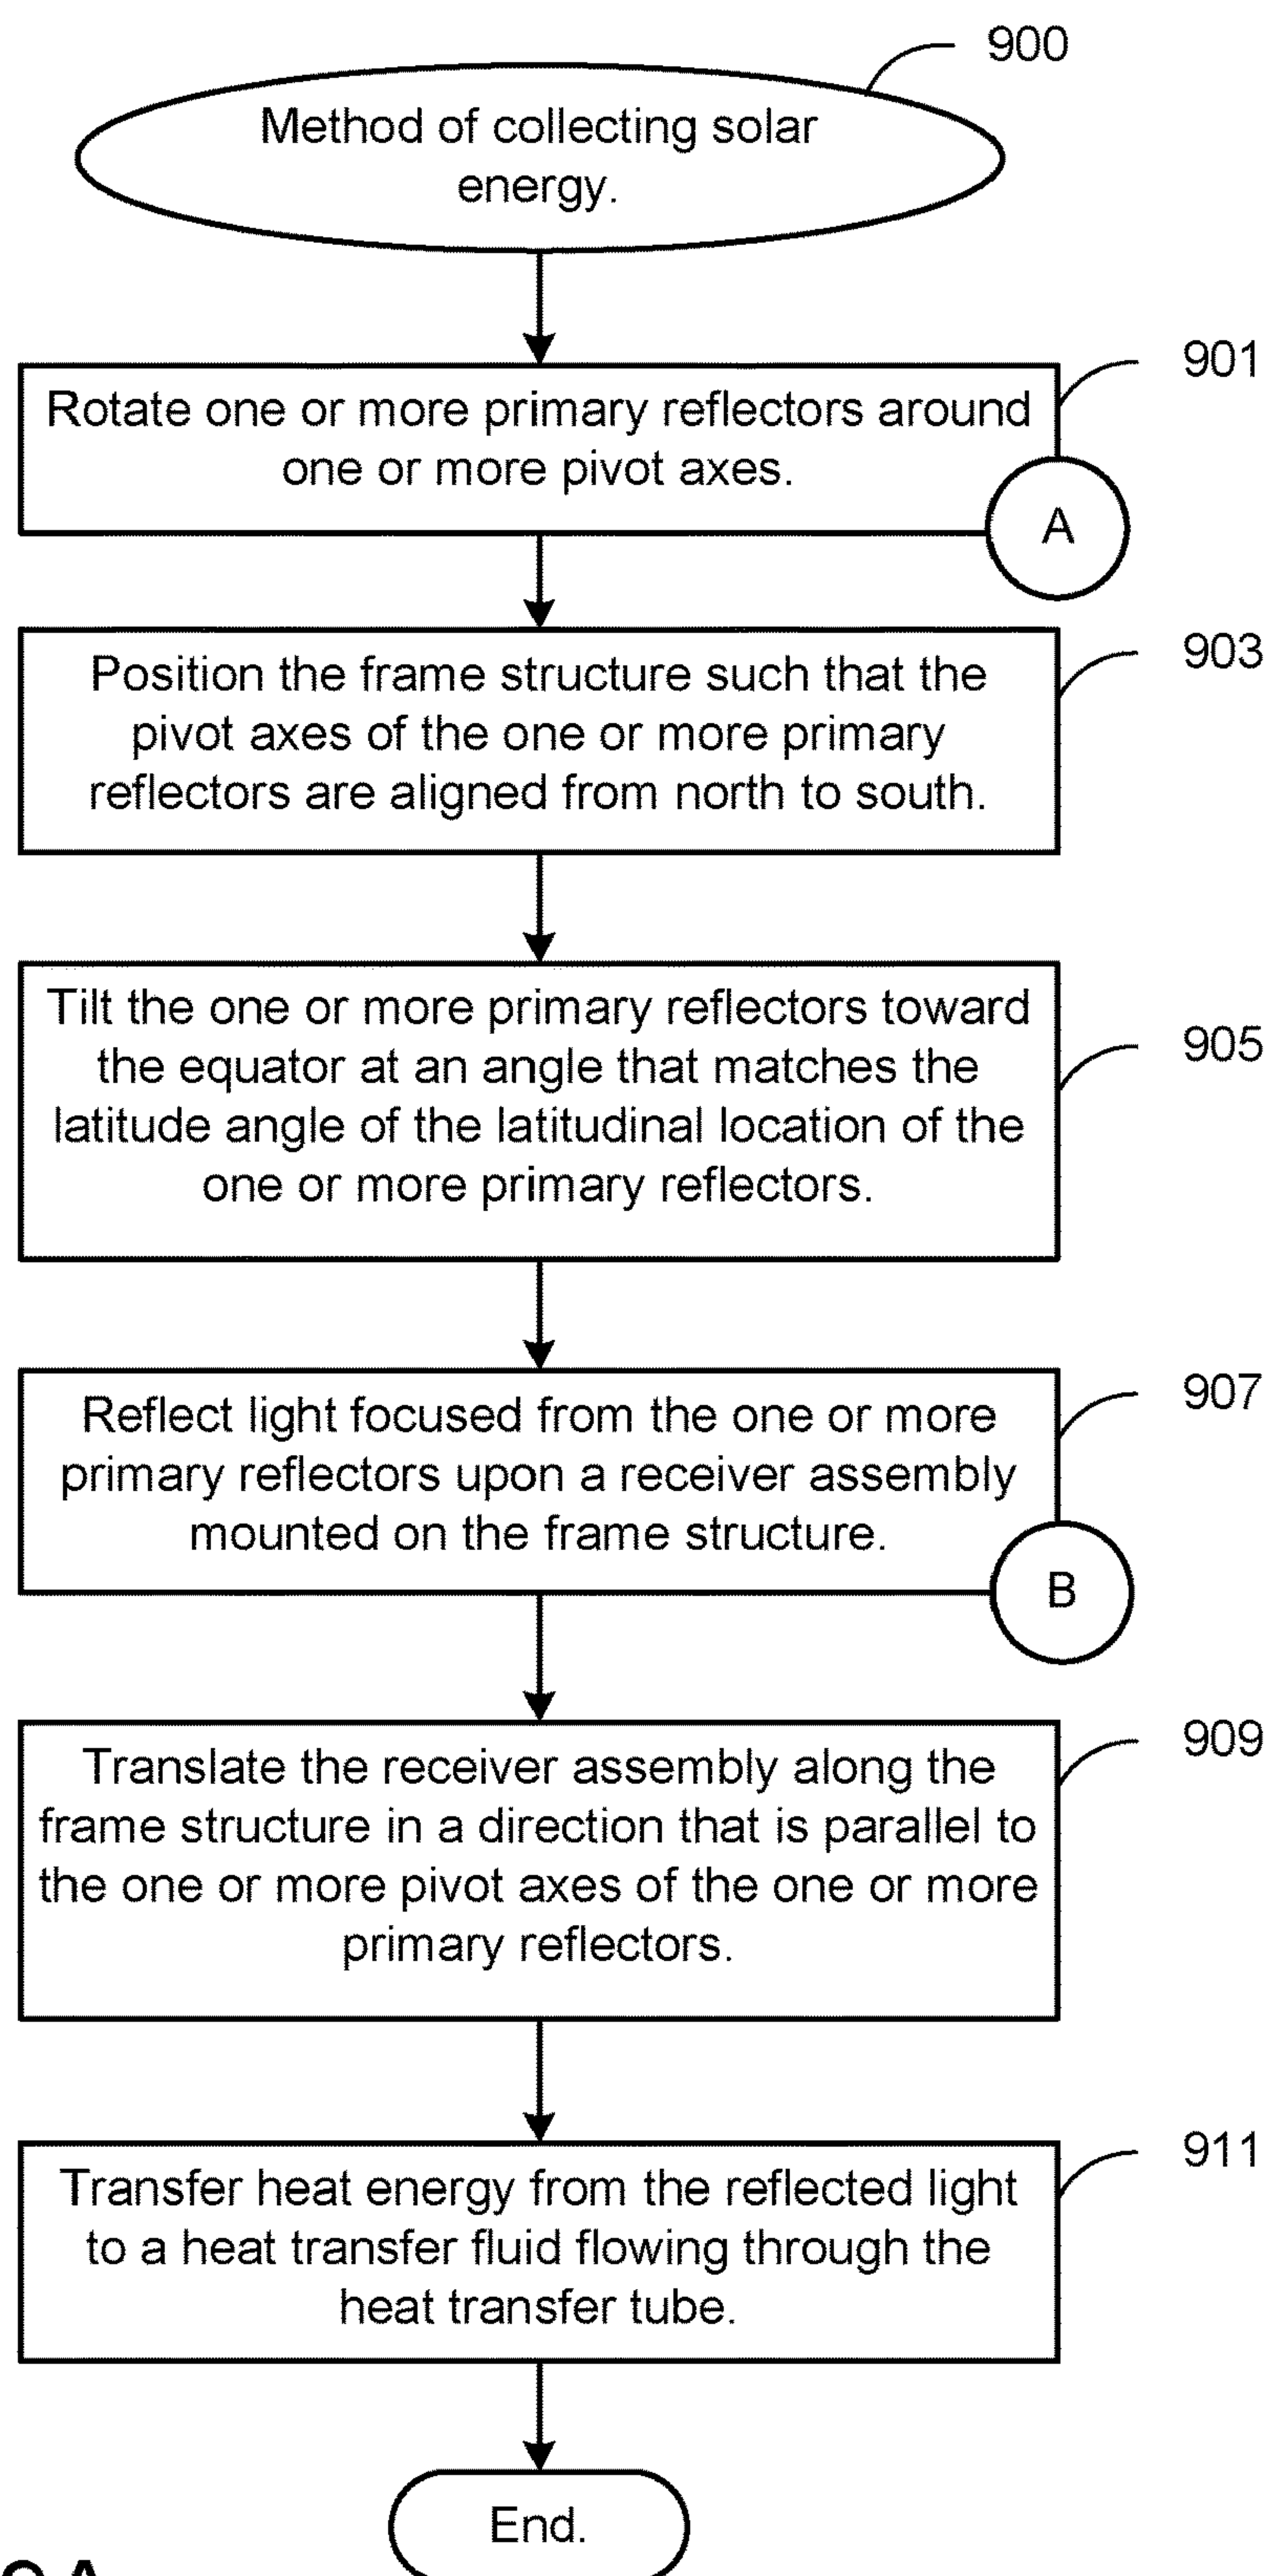 900
Method of collecting solar
energy.
901
Rotate one or more primary reflectors around
one or more pivot axes.
A
903
Position the frame structure such that the
pivot axes of the one or more primary
reflectors are aligned from north to south.
905
Tilt the one or more primary reflectors toward
the equator at an angle that matches the
latitude angle of the latitudinal location of the
one or more primary reflectors.
907
Reflect light focused from the one or more
primary reflectors upon a receiver assembly
mounted on the frame structure.
B
909
Translate the receiver assembly along the
frame structure in a direction that is parallel to
the one or more pivot axes of the one or more
primary reflectors.
911
Transfer heat energy from the reflected light
to a heat transfer fluid flowing through the
heat transfer tube.
End.